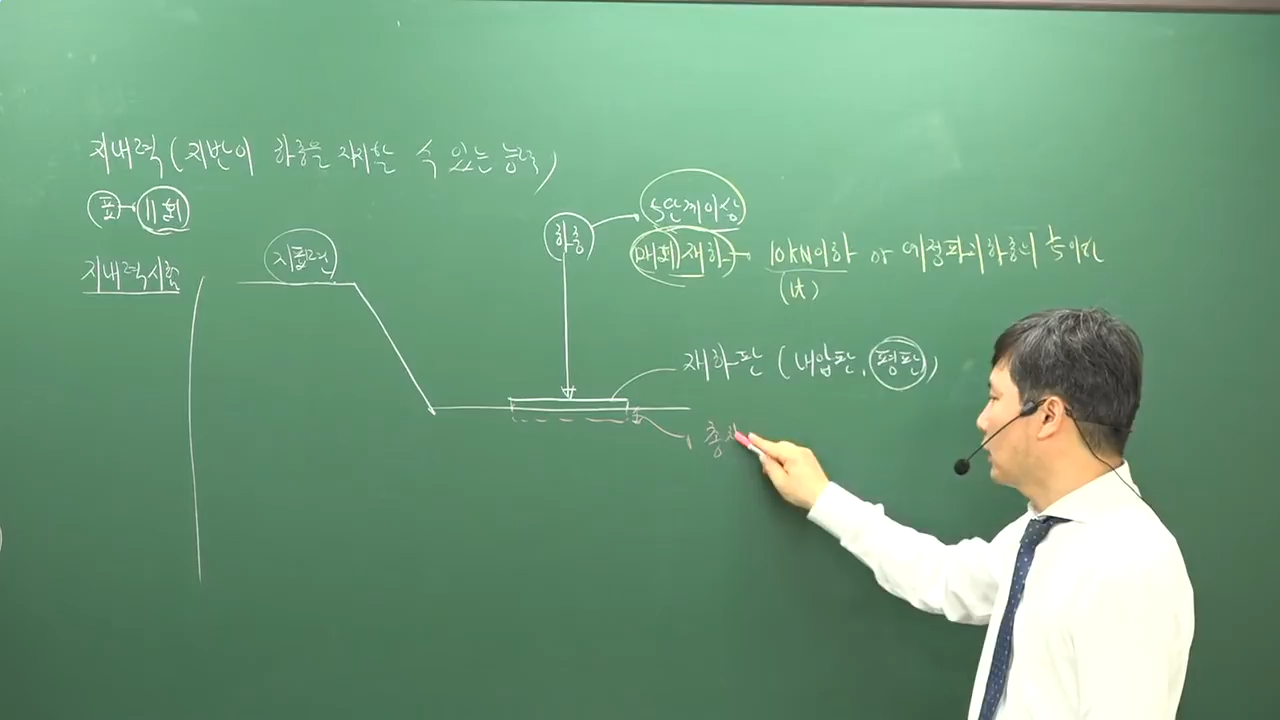 지내력 (지반이 하중을 지지할 수 있는 능력)
표 11회
지내력시험
지표면
하중
5단계이상
매회 재하
10kN이하 or 예정파괴하중의 ⅕이하
(1t)
재하판 (내압판, 평판)
총